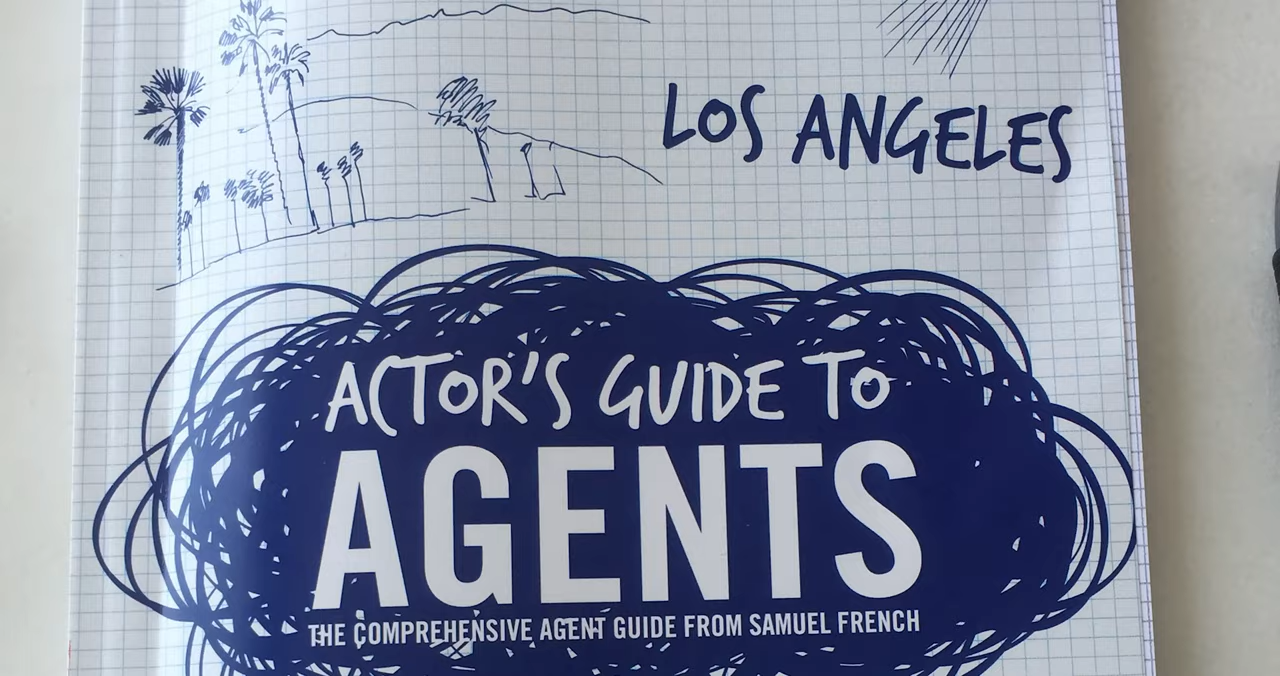 LOS ANGELES
ACTOR'S GUIDE TO
AGENTS
THE COMPREHENSIVE AGENT GUIDE FROM SAMUEL FRENCH